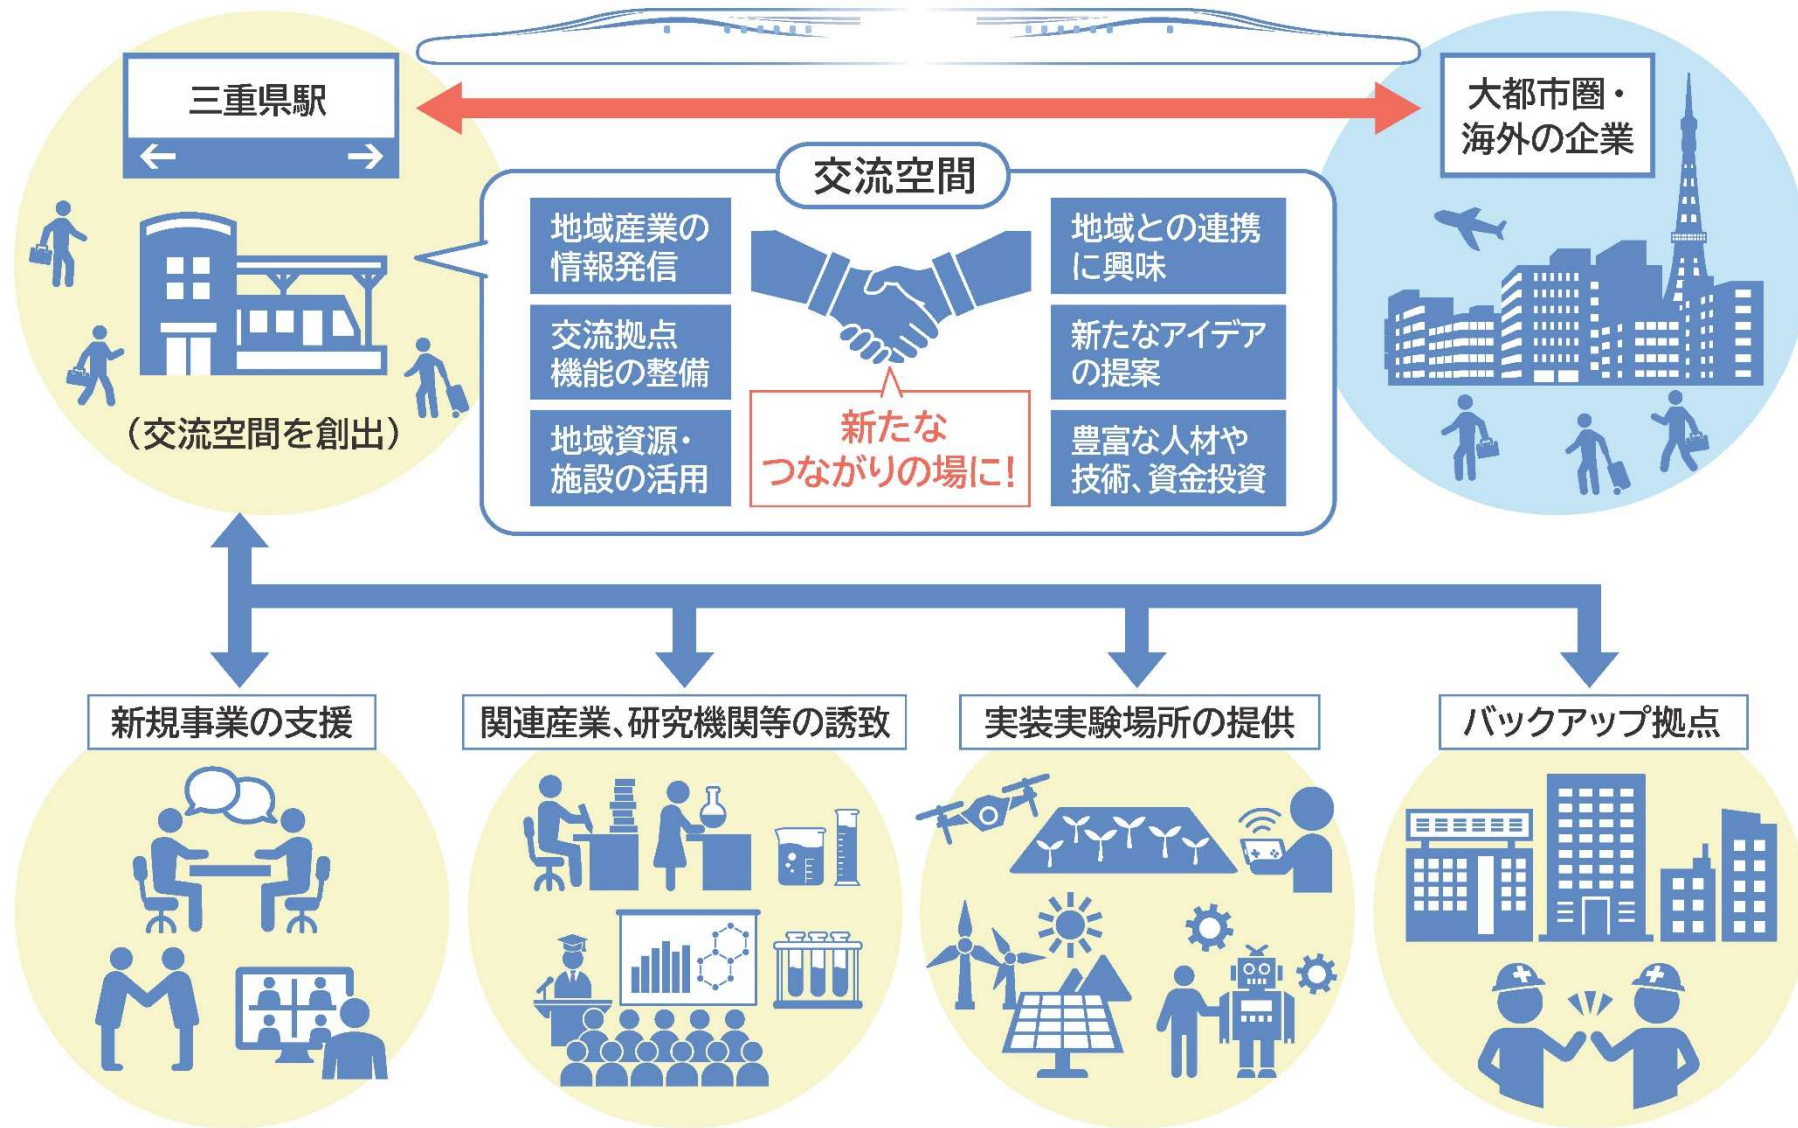 三重県駅
← →
(交流空間を創出)
大都市圏・
海外の企業
交流空間
地域産業の
情報発信
交流拠点
機能の整備
地域資源・
施設の活用
新たな
つながりの場に!
地域との連携
に興味
新たなアイデア
の提案
豊富な人材や
技術、資金投資
新規事業の支援
関連産業、研究機関等の誘致
実装実験場所の提供
バックアップ拠点